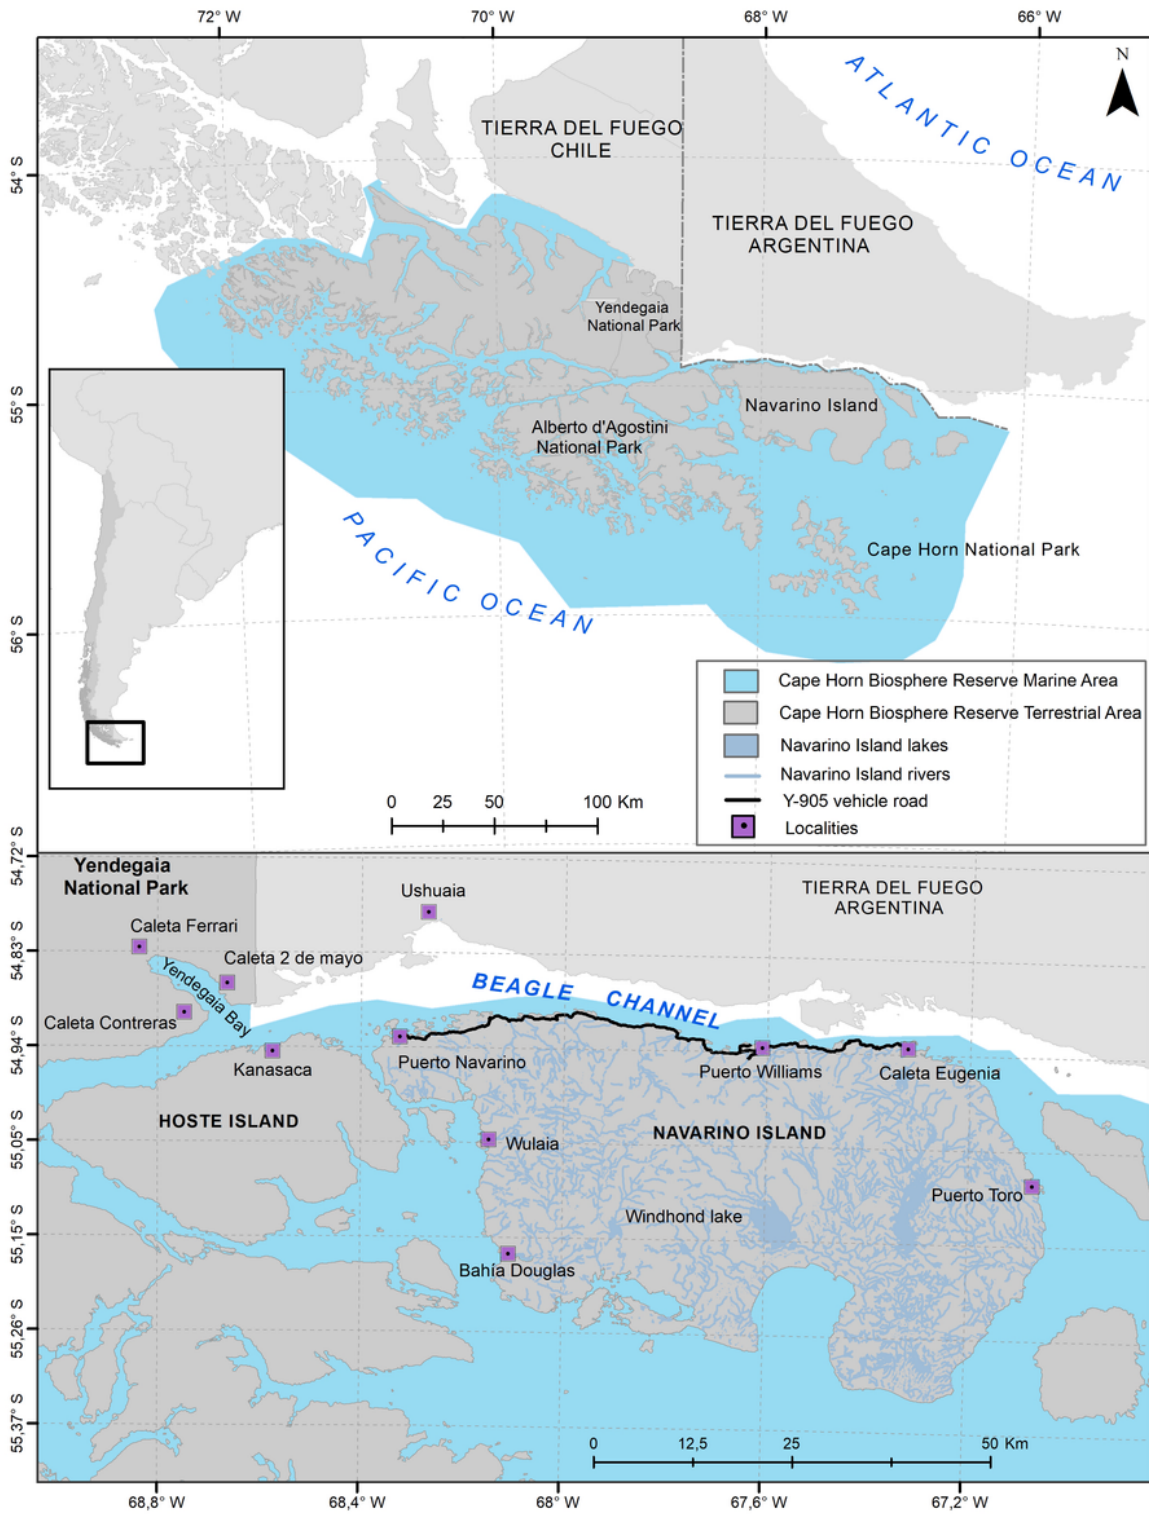 72° W
70° W
68° W
66° W
N
ATLANTIC OCEAN
TIERRA DEL FUEGO
CHILE
54° S
TIERRA DEL FUEGO
ARGENTINA
Yendegaia
National Park
55° S
Navarino Island
Alberto d'Agostini
National Park
PACIFIC OCEAN
Cape Horn National Park
56° S
Cape Horn Biosphere Reserve Marine Area
Cape Horn Biosphere Reserve Terrestrial Area
Navarino Island lakes
Navarino Island rivers
Y-905 vehicle road
Localities
0 25 50 100 Km
54,72° S
Yendegaia
National Park
Ushuaia
TIERRA DEL FUEGO
ARGENTINA
Caleta Ferrari
54,83° S
Caleta 2 de mayo
Yendegaia Bay
BEAGLE CHANNEL
Caleta Contreras
54,94° S
Kanasaca
Puerto Navarino
Puerto Williams
Caleta Eugenia
HOSTE ISLAND
NAVARINO ISLAND
55,05° S
Wulaia
Puerto Toro
Windhond lake
55,15° S
Bahía Douglas
55,26° S
55,37° S
0 12,5 25 50 Km
68,8° W
68,4° W
68° W
67,6° W
67,2° W